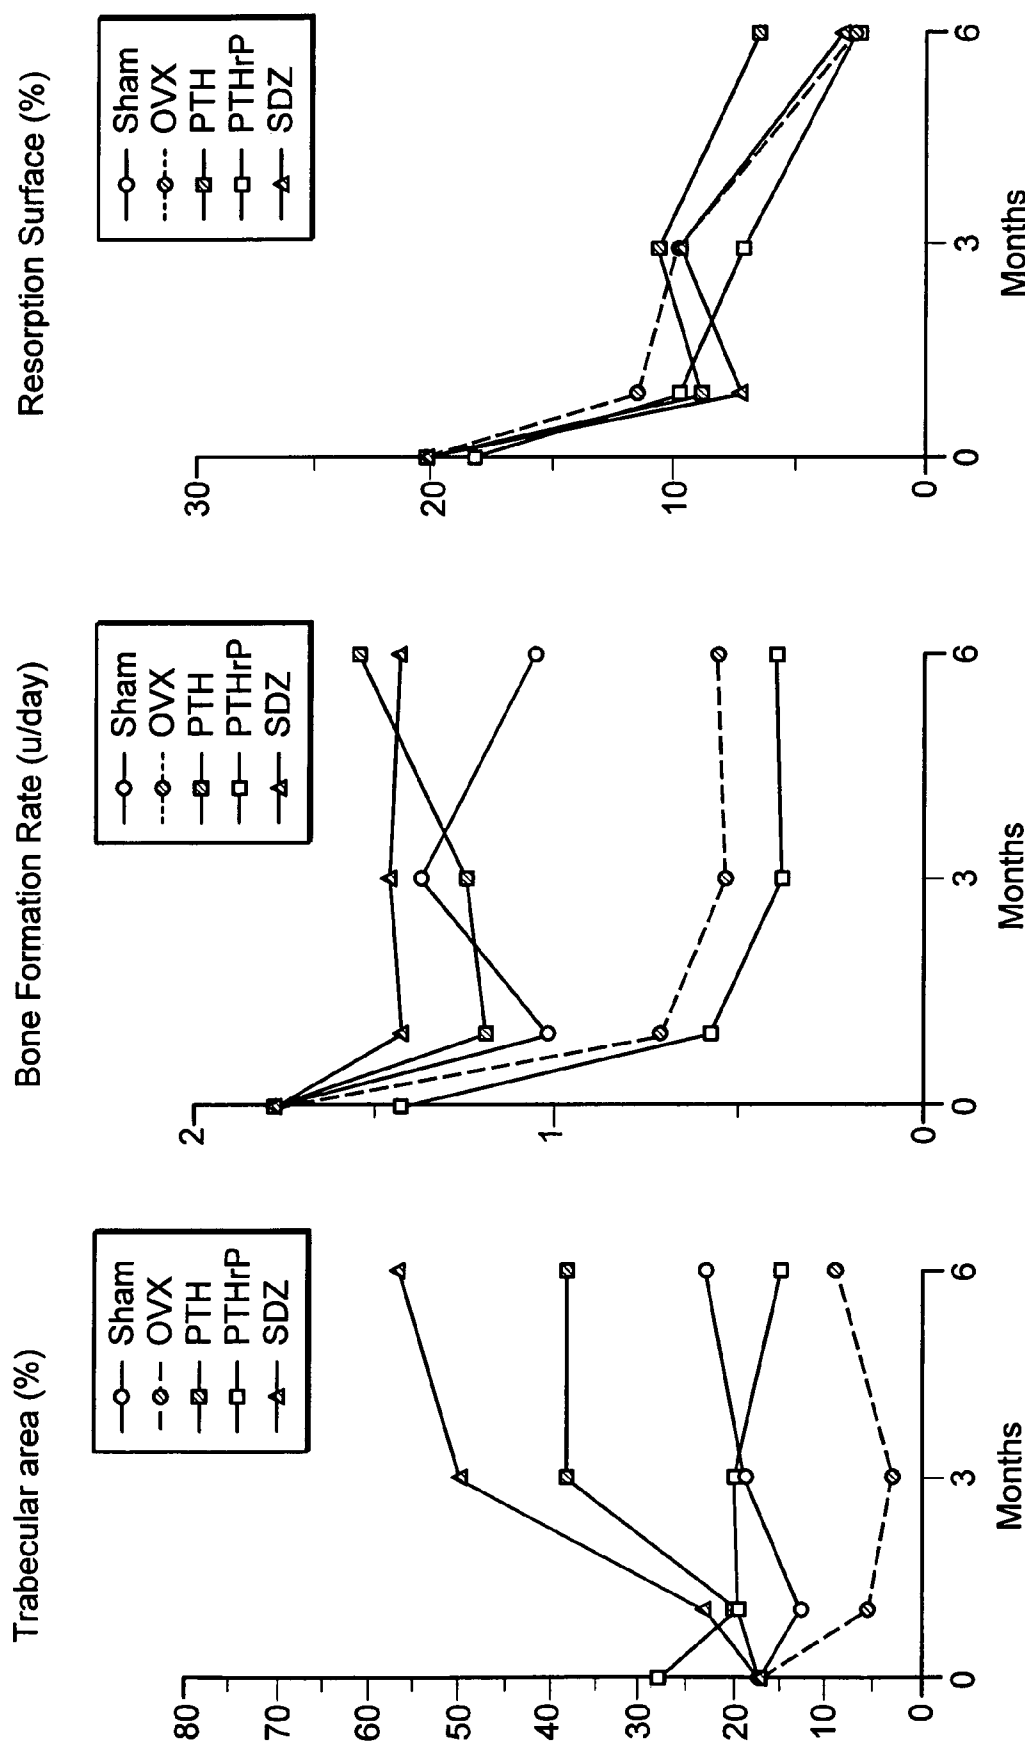 Trabecular area (%)
Sham
OVX
PTH
PTHrP
SDZ
80
70
60
50
40
30
20
10
0
0
3
6
Months
Bone Formation Rate (u/day)
Sham
OVX
PTH
PTHrP
SDZ
2
1
0
0
3
6
Months
Resorption Surface (%)
Sham
OVX
PTH
PTHrP
SDZ
30
20
10
0
0
3
6
Months